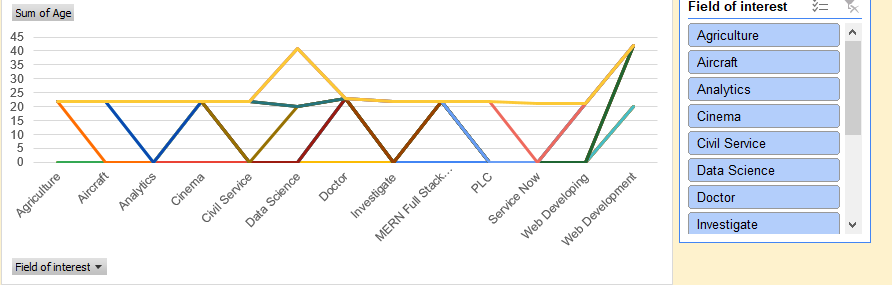 Sum of Age
45
40
35
30
25
20
15
10
5
0
Agriculture
Aircraft
Analytics
Cinema
Civil Service
Data Science
Doctor
Investigate
MERN Full Stack...
PLC
Service Now
Web Developing
Web Development
Field of interest
Field of interest
Agriculture
Aircraft
Analytics
Cinema
Civil Service
Data Science
Doctor
Investigate